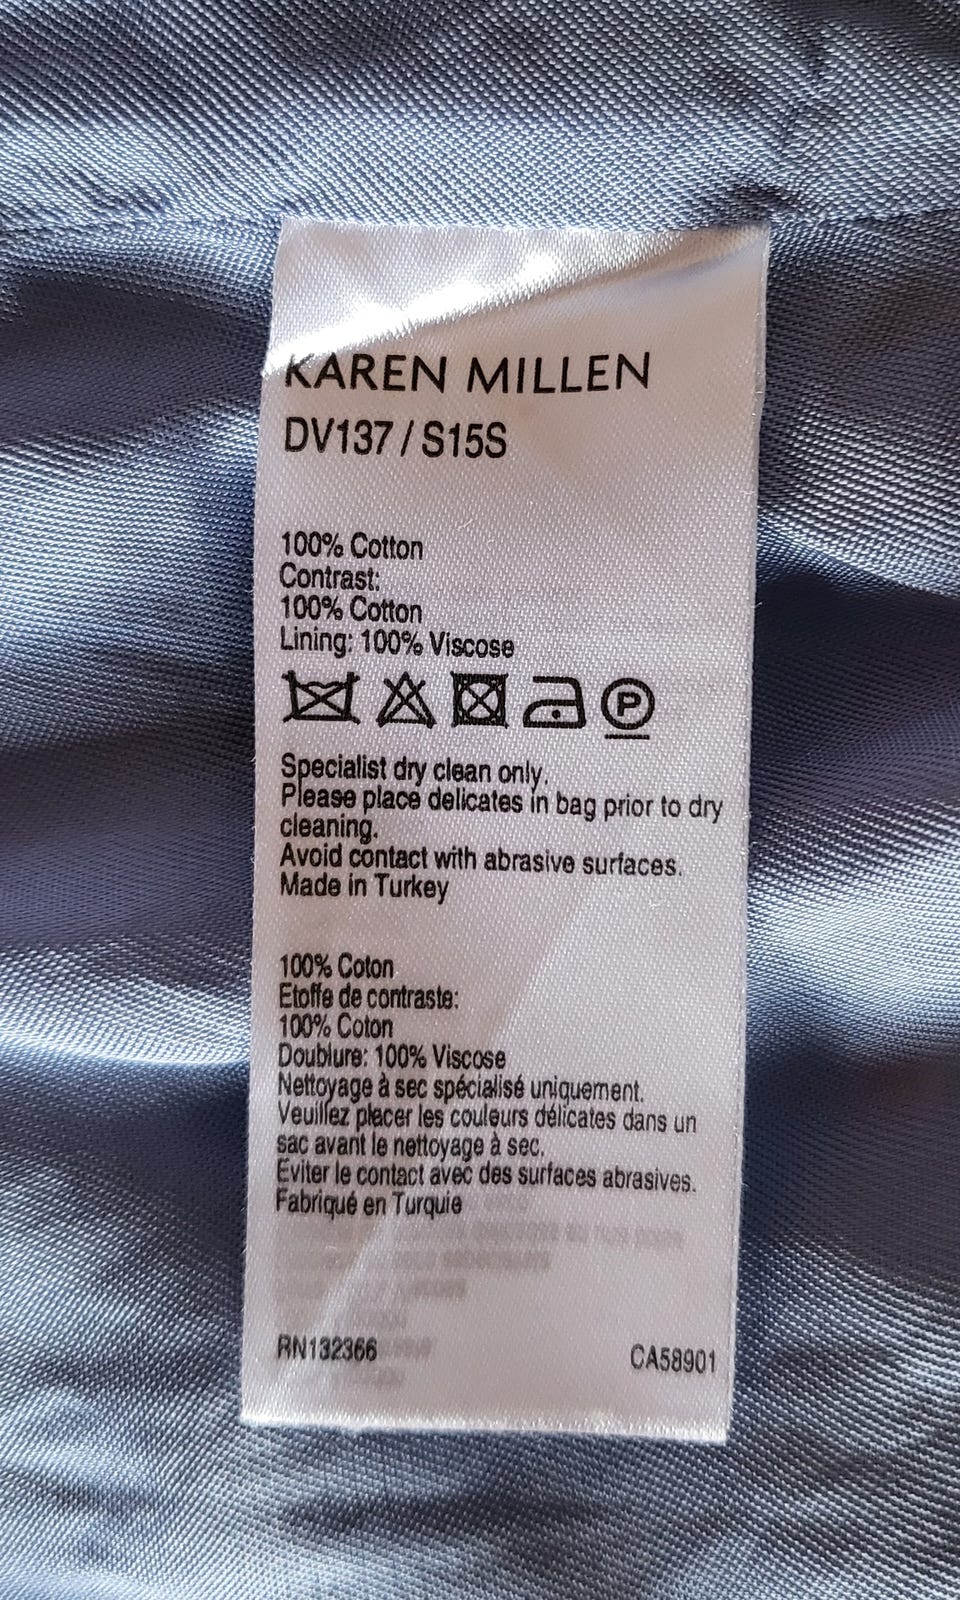 KAREN MILLEN
DV137 / S15S
100% Cotton
Contrast:
100% Cotton
Lining: 100% Viscose
P
Specialist dry clean only.
Please place delicates in bag prior to dry
cleaning.
Avoid contact with abrasive surfaces.
Made in Turkey
100% Coton
Etoffe de contraste:
100% Coton
Doublure: 100% Viscose
Nettoyage à sec spécialisé uniquement.
Veuillez placer les couleurs délicates dans un
sac avant le nettoyage à sec.
Eviter le contact avec des surfaces abrasives.
Fabriqué en Turquie
RN132366 CA58901